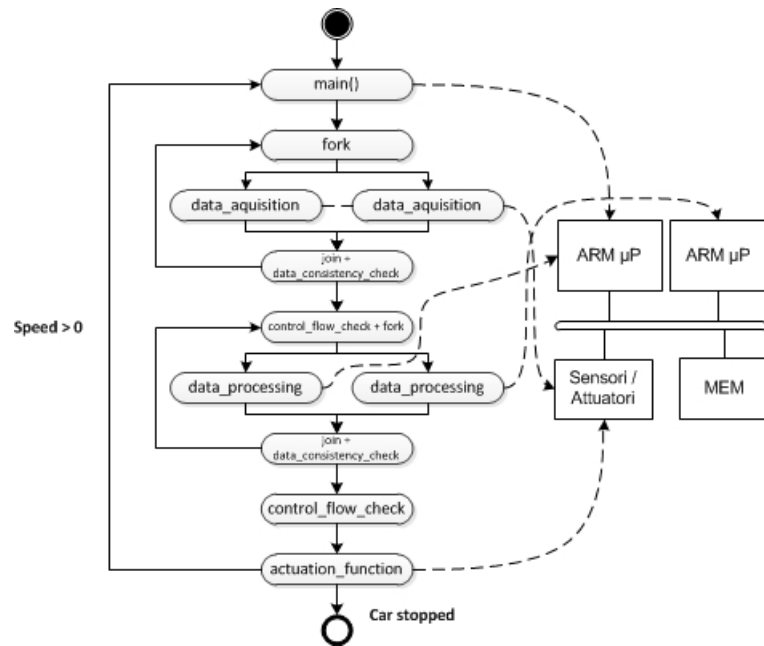 main()
fork
data_aquisition
data_aquisition
ARM µP
ARM µP
join +
data_consistency_check
Speed > 0
control_flow_check + fork
data_processing
data_processing
Sensori /
Attuatori
MEM
join +
data_consistency_check
control_flow_check
actuation_function
Car stopped